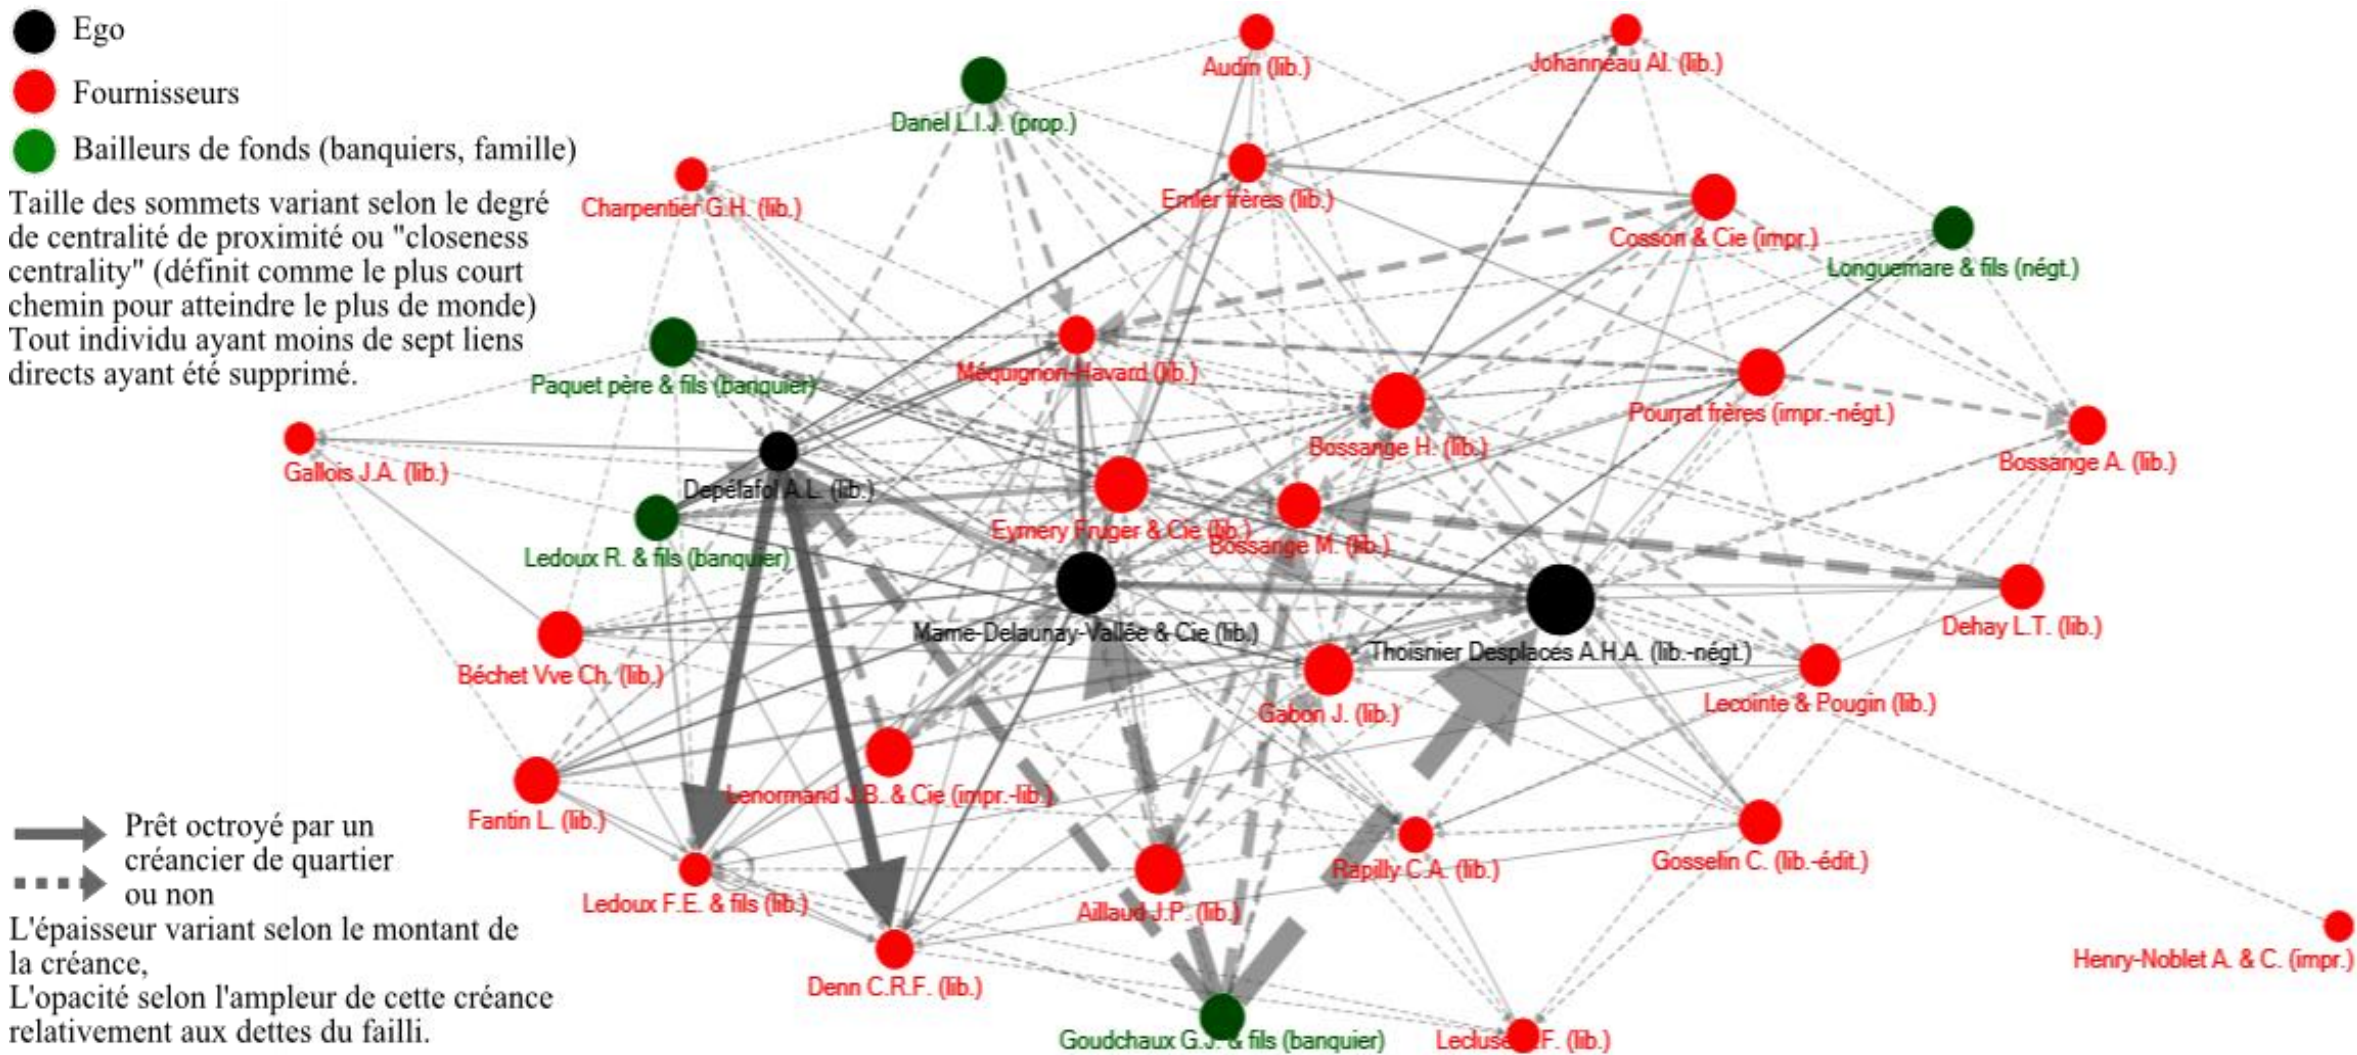 Ego
Fournisseurs
Bailleurs de fonds (banquiers, famille)
Taille des sommets variant selon le degré
de centralité de proximité ou "closeness
centrality" (définit comme le plus court
chemin pour atteindre le plus de monde)
Tout individu ayant moins de sept liens
directs ayant été supprimé.
Audin (lib.)
Johanneau Al. (lib.)
Danel L.I.J. (prop.)
Charpentier G.H. (lib.)
Emler frères (lib.)
Cosson & Cie (impr.)
Longuemare & fils (négt.)
Paquet père & fils (banquier)
Méquignon-Havard (lib.)
Pourrat frères (impr.-négt.)
Bossange H. (lib.)
Bossange A. (lib.)
Gallois J.A. (lib.)
Depélafol A.L. (lib.)
Eymery Fruger & Cie (lib.)
Bossange M. (lib.)
Ledoux R. & fils (banquier)
Mame-Delaunay-Vallée & Cie (lib.)
Thoisnier Desplaces A.H.A. (lib.-négt.)
Dehay L.T. (lib.)
Béchet Vve Ch. (lib.)
Gabon J. (lib.)
Lecointe & Pougin (lib.)
Lenormand J.B. & Cie (impr.-lib.)
Fantin L. (lib.)
Rapilly C.A. (lib.)
Gosselin C. (lib.-édit.)
Ledoux F.E. & fils (lib.)
Aillaud J.P. (lib.)
Henry-Noblet A. & C. (impr.)
Denn C.R.F. (lib.)
Goudchaux G.J. & fils (banquier)
F. (lib.)
Prêt octroyé par un
créancier de quartier
ou non
L'épaisseur variant selon le montant de
la créance,
L'opacité selon l'ampleur de cette créance
relativement aux dettes du failli.